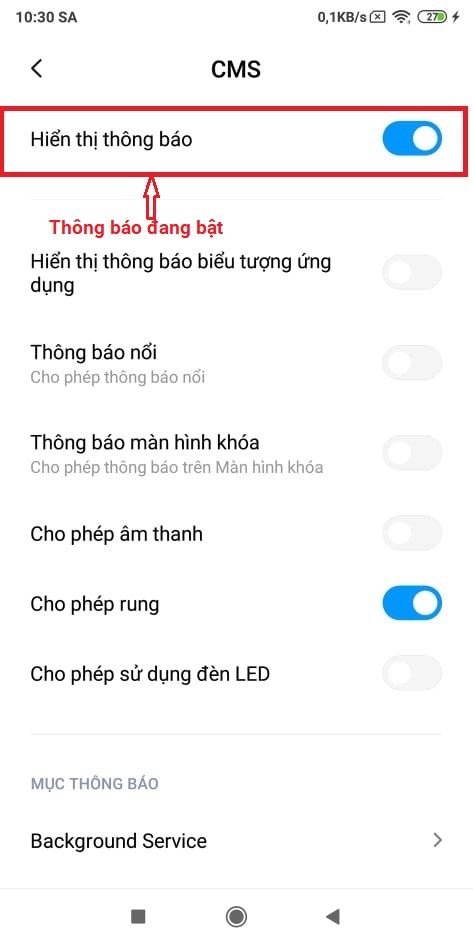 10:30 SA
0,1KB/s
27
CMS
Hiển thị thông báo
Thông báo đang bật
Hiển thị thông báo biểu tượng ứng
dụng
Thông báo nổi
Cho phép thông báo nổi
Thông báo màn hình khóa
Cho phép thông báo trên Màn hình khóa
Cho phép âm thanh
Cho phép rung
Cho phép sử dụng đèn LED
MỤC THÔNG BÁO
Background Service